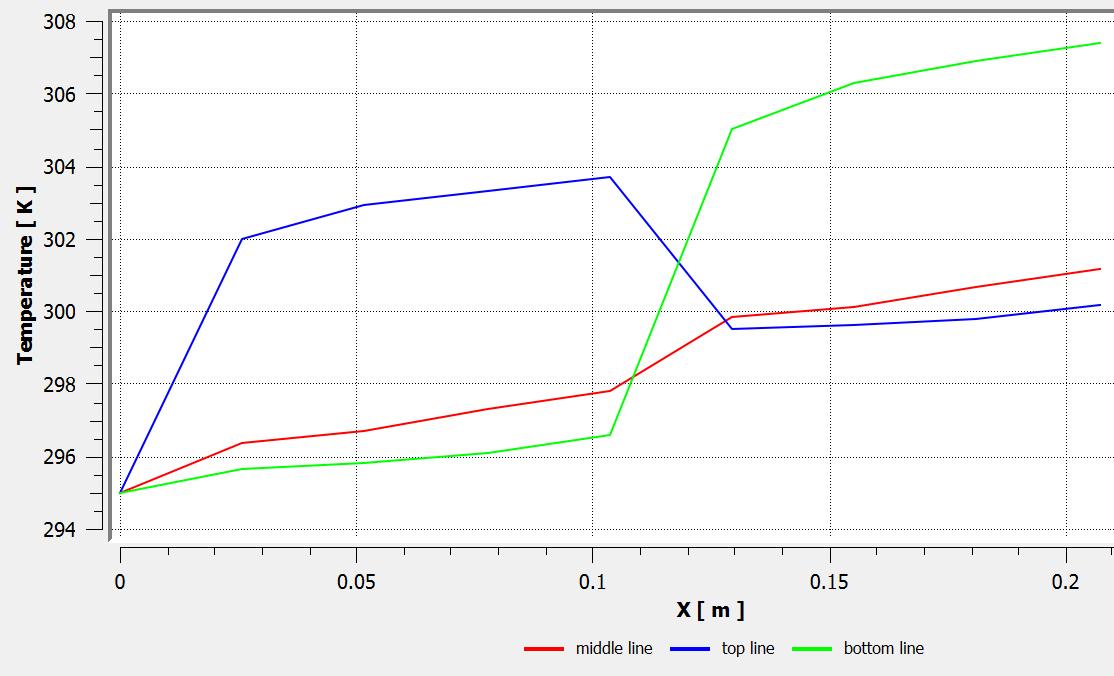 308
306
304
302
300
298
296
294
Temperature [ K ]
0 0.05 0.1 0.15 0.2
X [ m ]
middle line top line bottom line